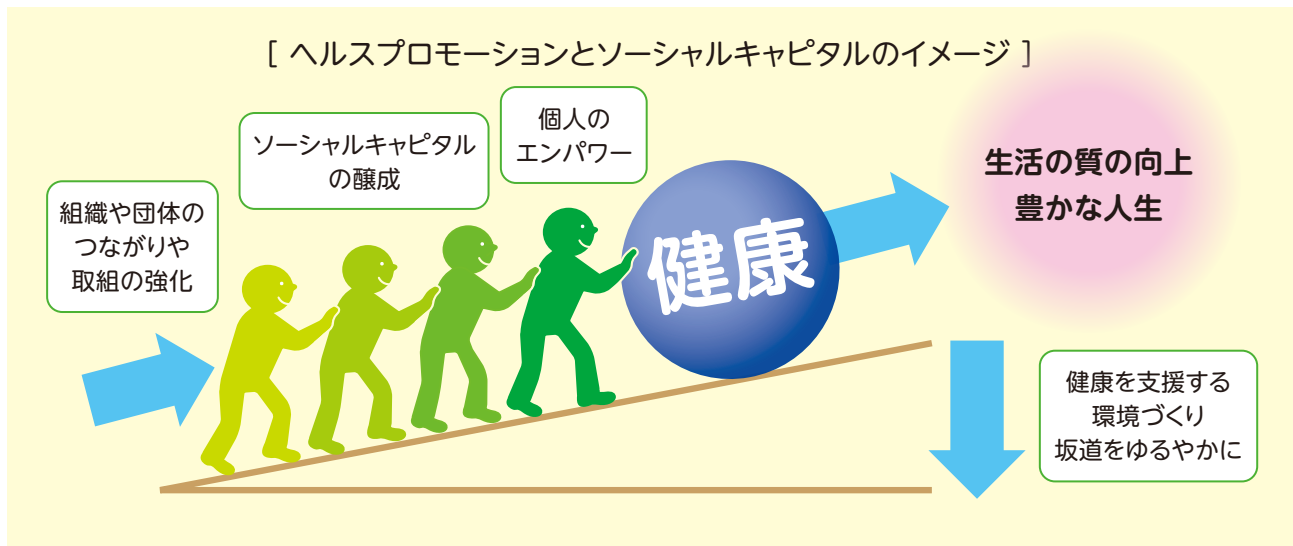 [ ヘルスプロモーションとソーシャルキャピタルのイメージ ]
個人の
エンパワー
ソーシャルキャピタル
の醸成
組織や団体の
つながりや
取組の強化
健康
生活の質の向上
豊かな人生
健康を支援する
環境づくり
坂道をゆるやかに